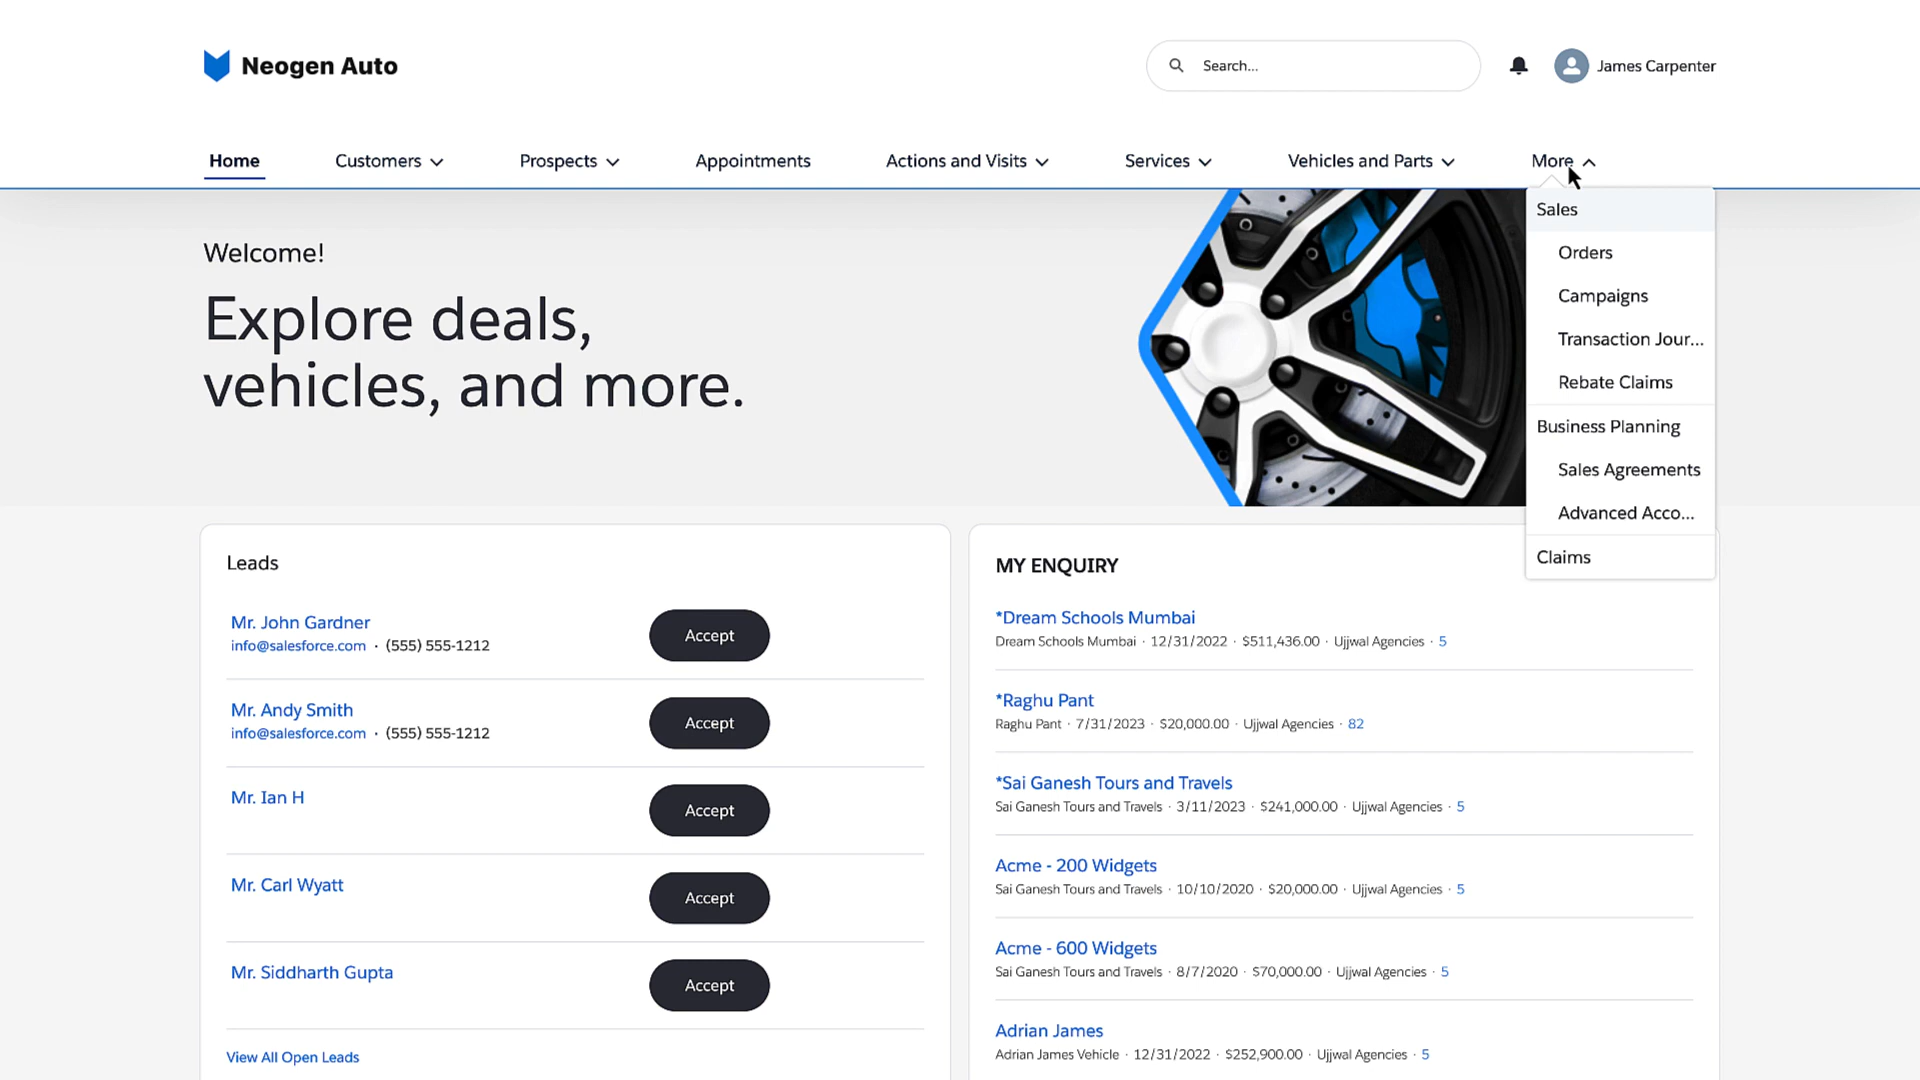 Neogen Auto
Search...
James Carpenter
Home
Customers
Prospects
Appointments
Actions and Visits
Services
Vehicles and Parts
More
Sales
Orders
Campaigns
Transaction Jour...
Rebate Claims
Business Planning
Sales Agreements
Advanced Acco...
Claims
Welcome!
Explore deals,
vehicles, and more.
Leads
Mr. John Gardner
info@salesforce.com · (555) 555-1212
Accept
Mr. Andy Smith
info@salesforce.com · (555) 555-1212
Accept
Mr. Ian H
Accept
Mr. Carl Wyatt
Accept
Mr. Siddharth Gupta
Accept
View All Open Leads
MY ENQUIRY
*Dream Schools Mumbai
Dream Schools Mumbai · 12/31/2022 · $511,436.00 · Ujjwal Agencies · 5
*Raghu Pant
Raghu Pant · 7/31/2023 · $20,000.00 · Ujjwal Agencies · 82
*Sai Ganesh Tours and Travels
Sai Ganesh Tours and Travels · 3/11/2023 · $241,000.00 · Ujjwal Agencies · 5
Acme - 200 Widgets
Sai Ganesh Tours and Travels · 10/10/2020 · $20,000.00 · Ujjwal Agencies · 5
Acme - 600 Widgets
Sai Ganesh Tours and Travels · 8/7/2020 · $70,000.00 · Ujjwal Agencies · 5
Adrian James
Adrian James Vehicle · 12/31/2022 · $252,900.00 · Ujjwal Agencies · 5